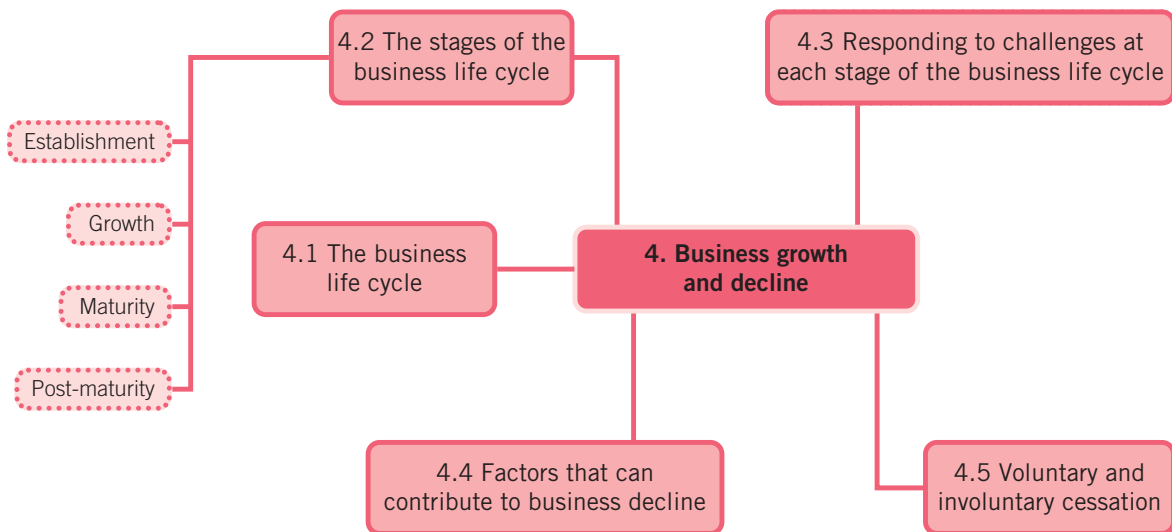 4.2 The stages of the
business life cycle
4.3 Responding to challenges at
each stage of the business life cycle
Establishment
Growth
Maturity
Post-maturity
4.1 The business
life cycle
4. Business growth
and decline
4.4 Factors that can
contribute to business decline
4.5 Voluntary and
involuntary cessation